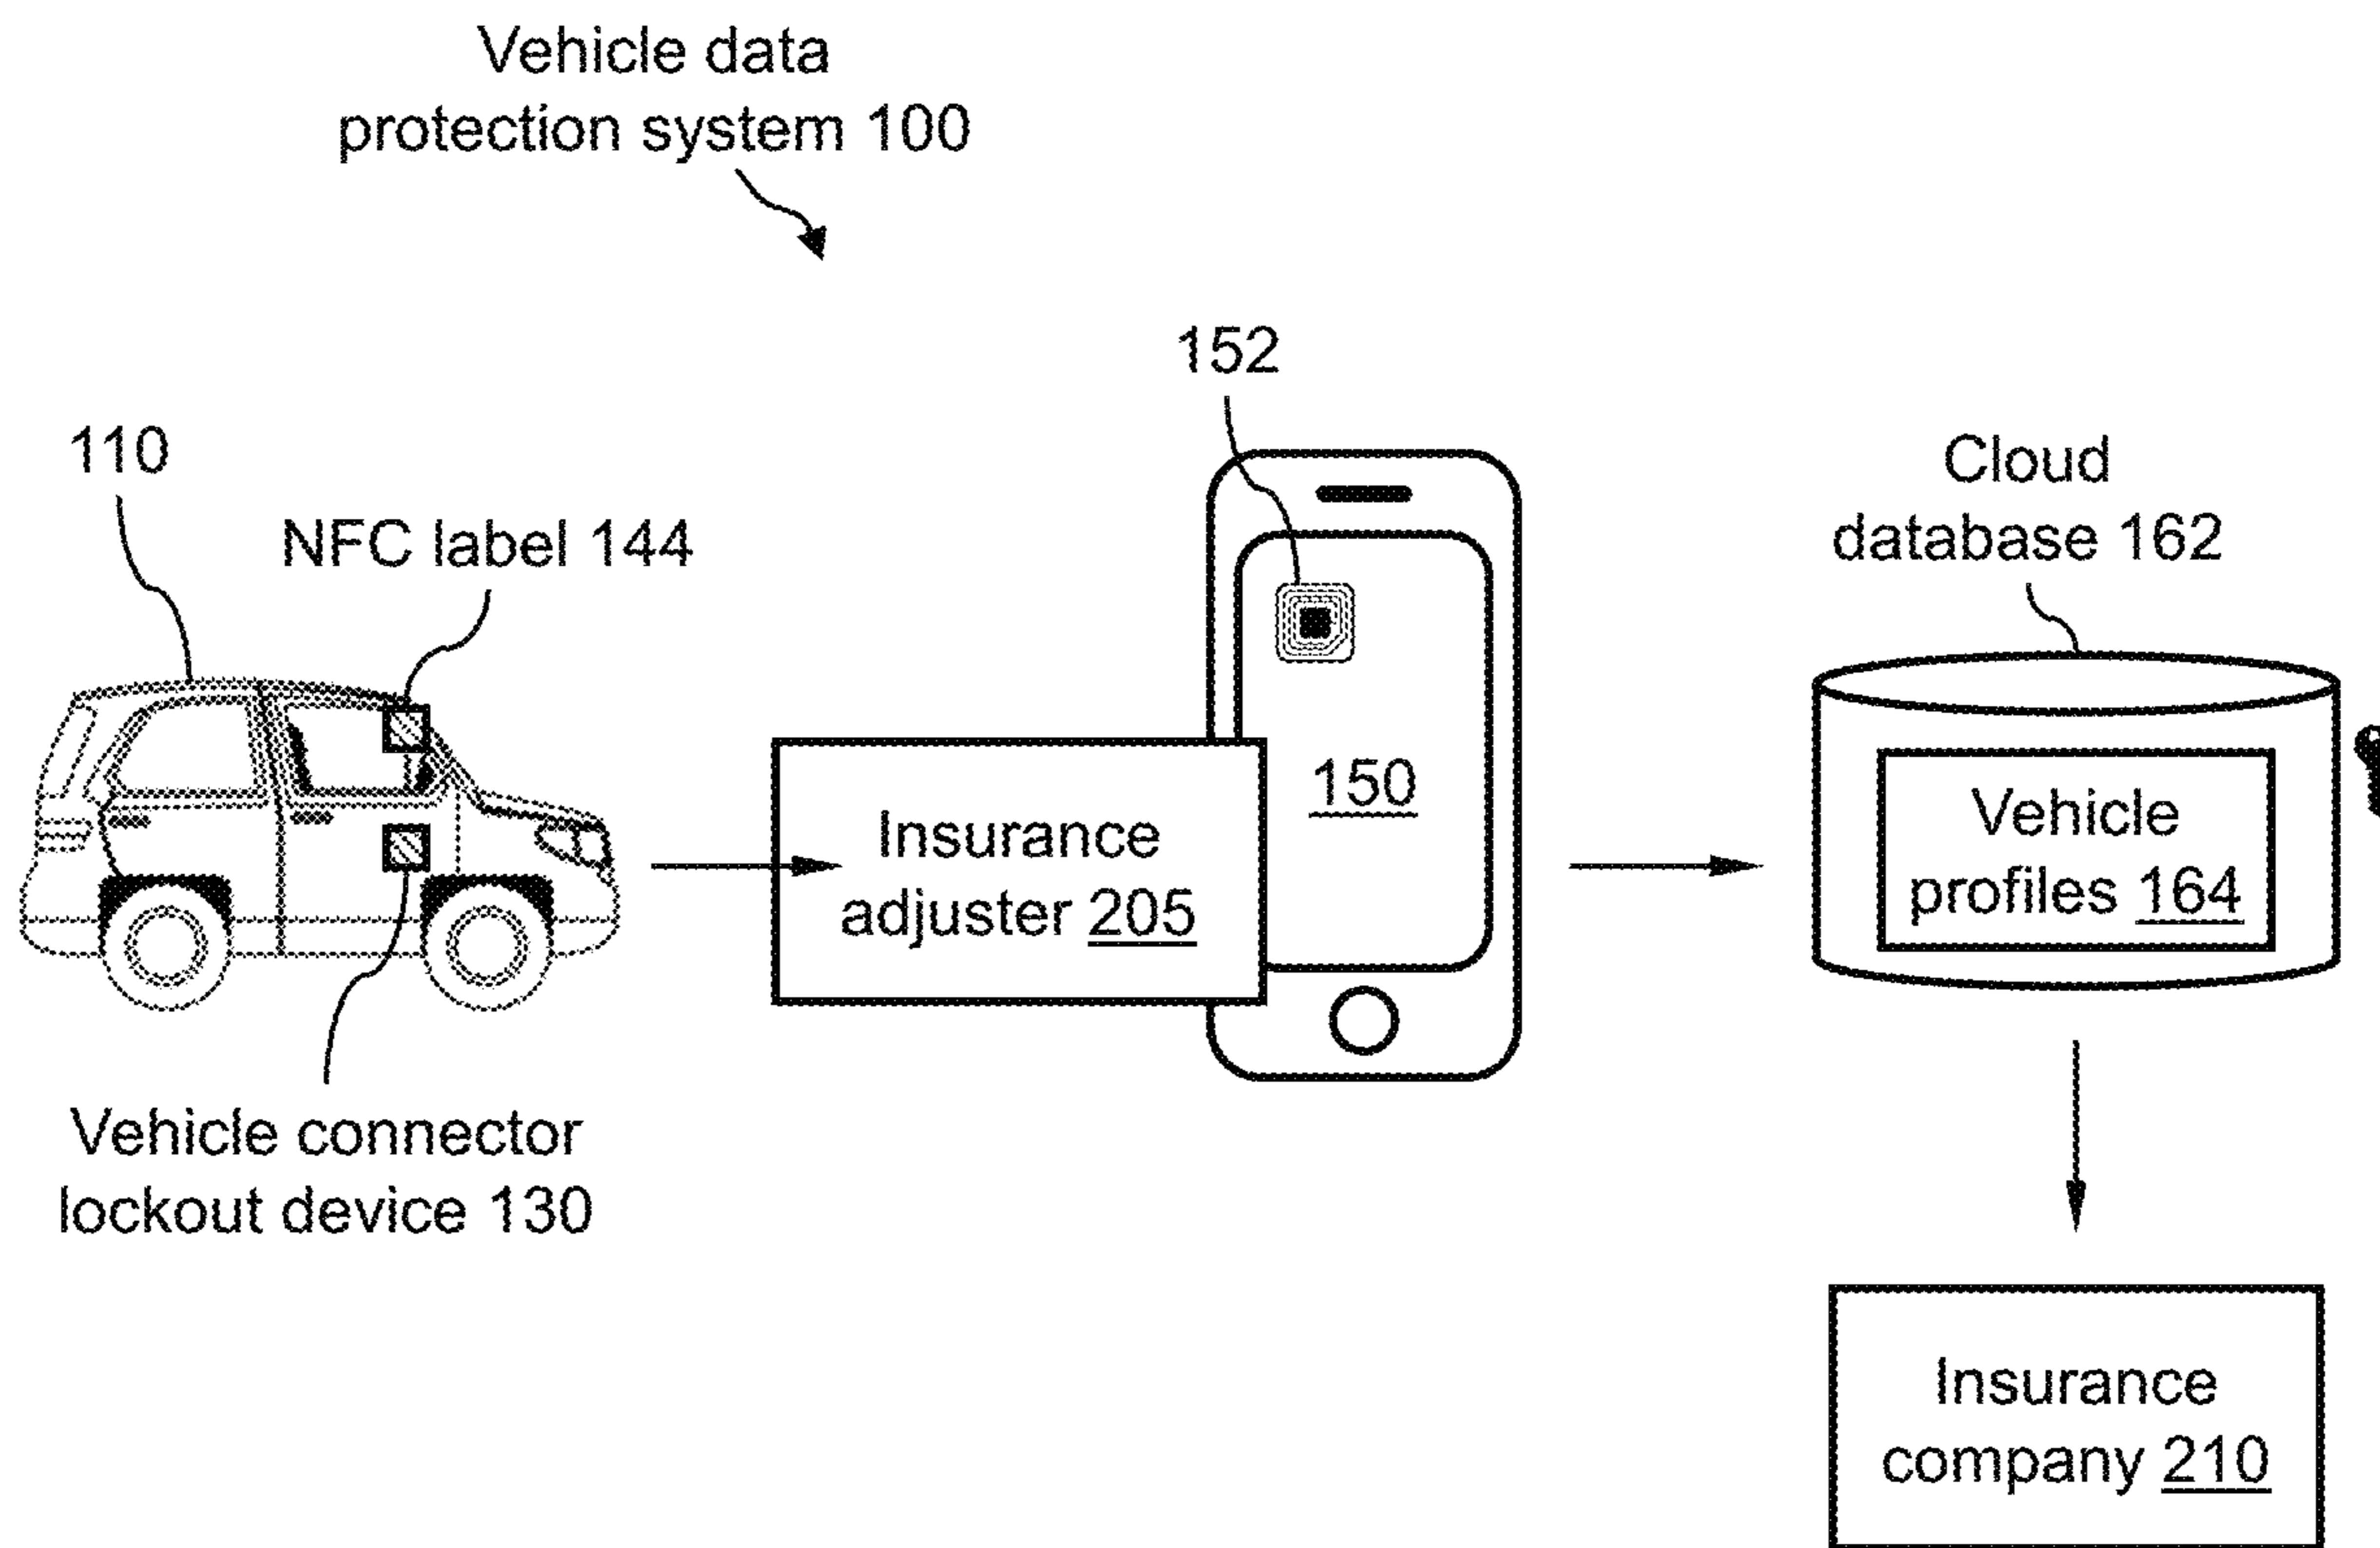 Vehicle data
protection system 100
152
110
NFC label 144
Cloud
database 162
150
Insurance
adjuster 205
Vehicle
profiles 164
Vehicle connector
lockout device 130
Insurance
company 210